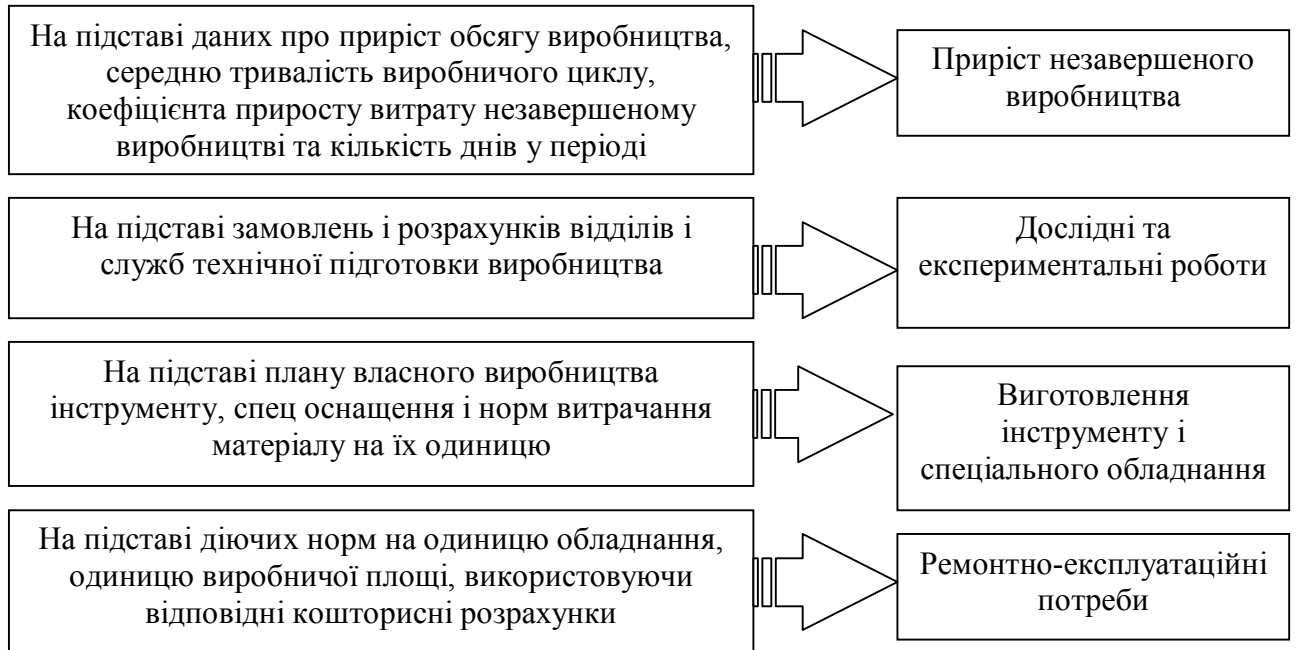 На підставі даних про приріст обсягу виробництва,
середню тривалість виробничого циклу,
коефіцієнта приросту витрату незавершеному
виробництві та кількість днів у періоді
Приріст незавершеного
виробництва
На підставі замовлень і розрахунків відділів і
служб технічної підготовки виробництва
Дослідні та
експериментальні роботи
На підставі плану власного виробництва
інструменту, спец оснащення і норм витрачання
матеріалу на їх одиницю
Виготовлення
інструменту і
спеціального обладнання
На підставі діючих норм на одиницю обладнання,
одиницю виробничої площі, використовуючи
відповідні кошторисні розрахунки
Ремонтно-експлуатаційні
потреби